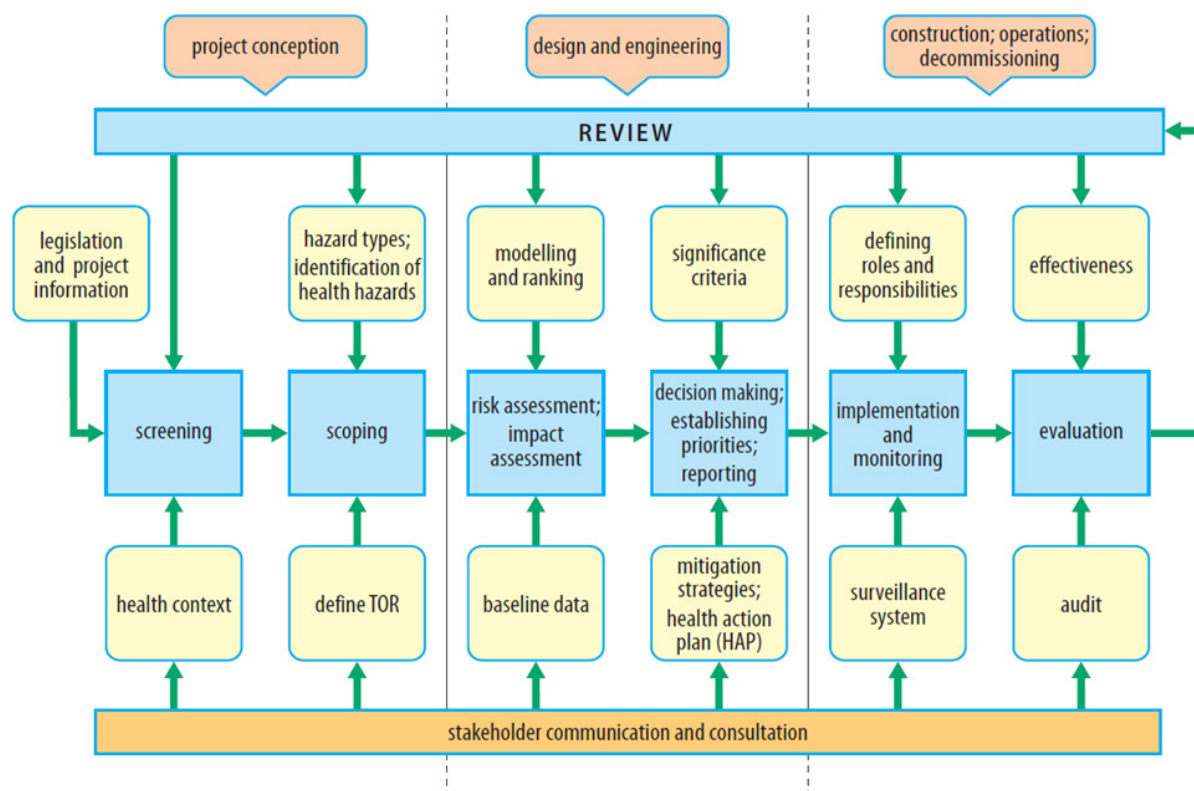 project conception
design and engineering
construction; operations;
decommissioning
REVIEW
legislation
and project
information
hazard types;
identification of
health hazards
modelling
and ranking
significance
criteria
defining
roles and
responsibilities
effectiveness
screening
scoping
risk assessment;
impact
assessment
decision making;
establishing
priorities;
reporting
implementation
and
monitoring
evaluation
health context
define TOR
baseline data
mitigation
strategies;
health action
plan (HAP)
surveillance
system
audit
stakeholder communication and consultation